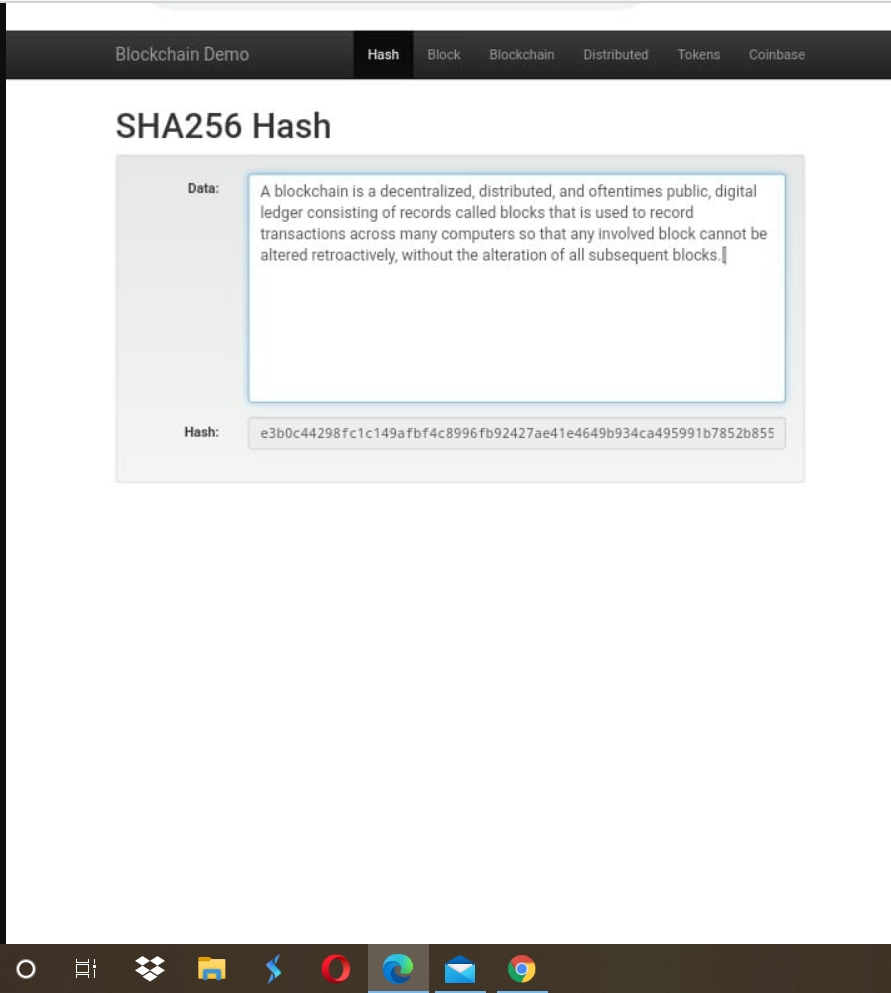 Blockchain Demo Hash Block Blockchain Distributed Tokens Coinbase
SHA256 Hash
Data:
A blockchain is a decentralized, distributed, and oftentimes public, digital
ledger consisting of records called blocks that is used to record
transactions across many computers so that any involved block cannot be
altered retroactively, without the alteration of all subsequent blocks.
Hash: e3b0c44298fc1c149afbf4c8996fb92427ae41e4649b934ca495991b7852b855